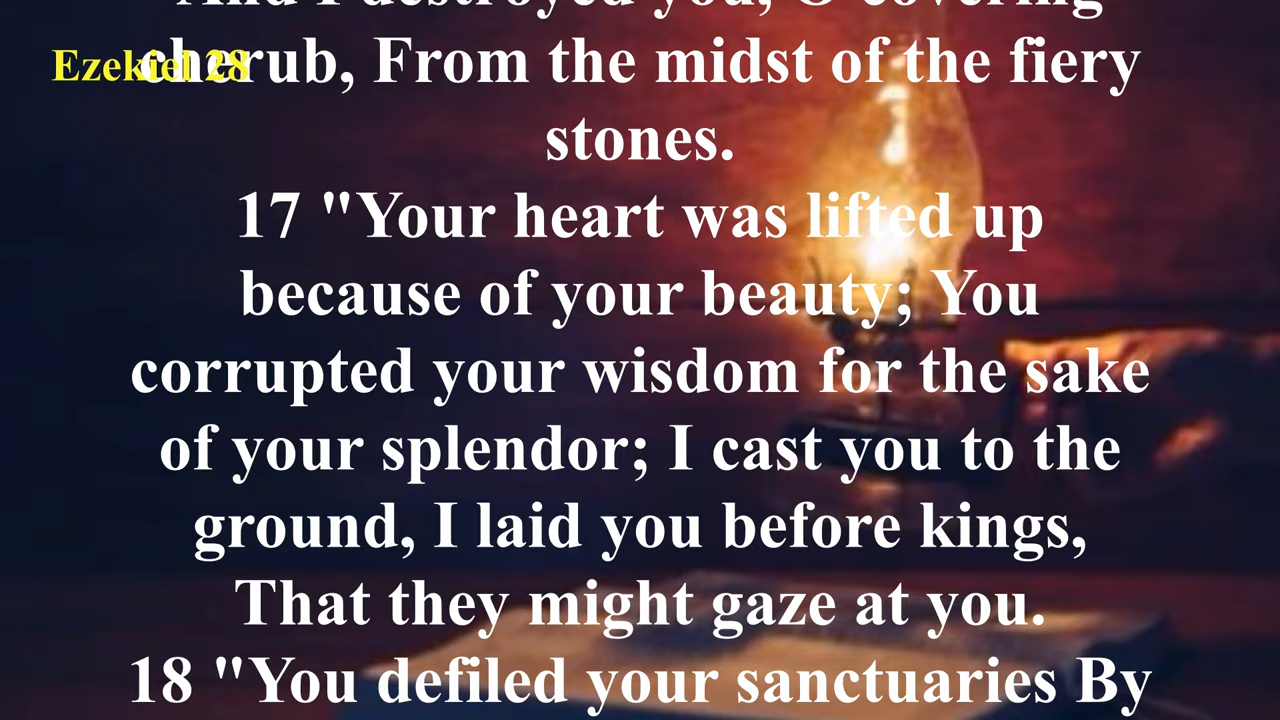 And I destroyed you, O covering
Ezekiel 28
cherub, From the midst of the fiery
stones.
17 "Your heart was lifted up
because of your beauty; You
corrupted your wisdom for the sake
of your splendor; I cast you to the
ground, I laid you before kings,
That they might gaze at you.
18 "You defiled your sanctuaries By